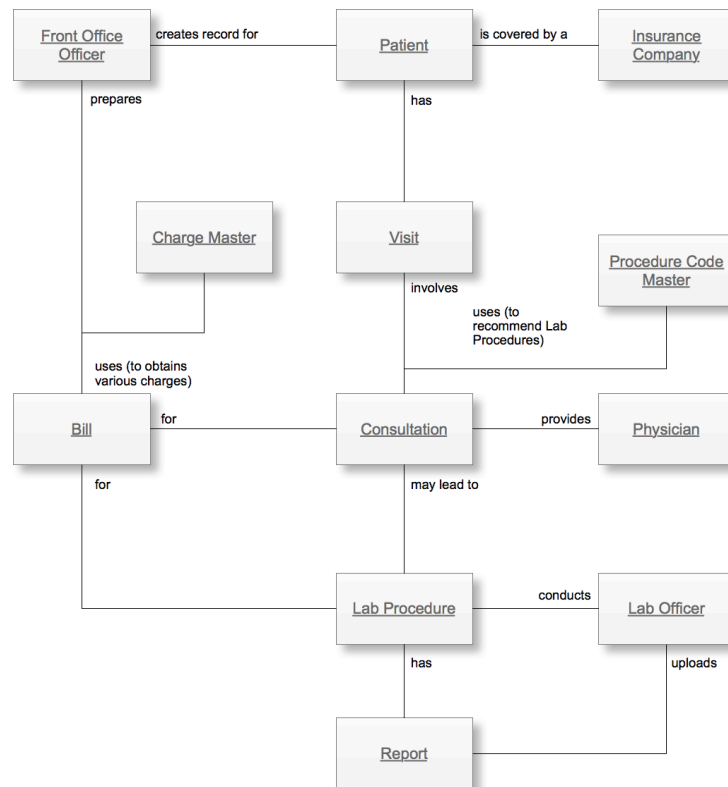 Front Office
Officer
creates record for
Patient
is covered by a
Insurance
Company
prepares
has
Charge Master
Visit
Procedure Code
Master
involves
uses (to
recommend Lab
Procedures)
uses (to obtains
various charges)
Bill
for
Consultation
provides
Physician
for
may lead to
Lab Procedure
conducts
Lab Officer
has
uploads
Report